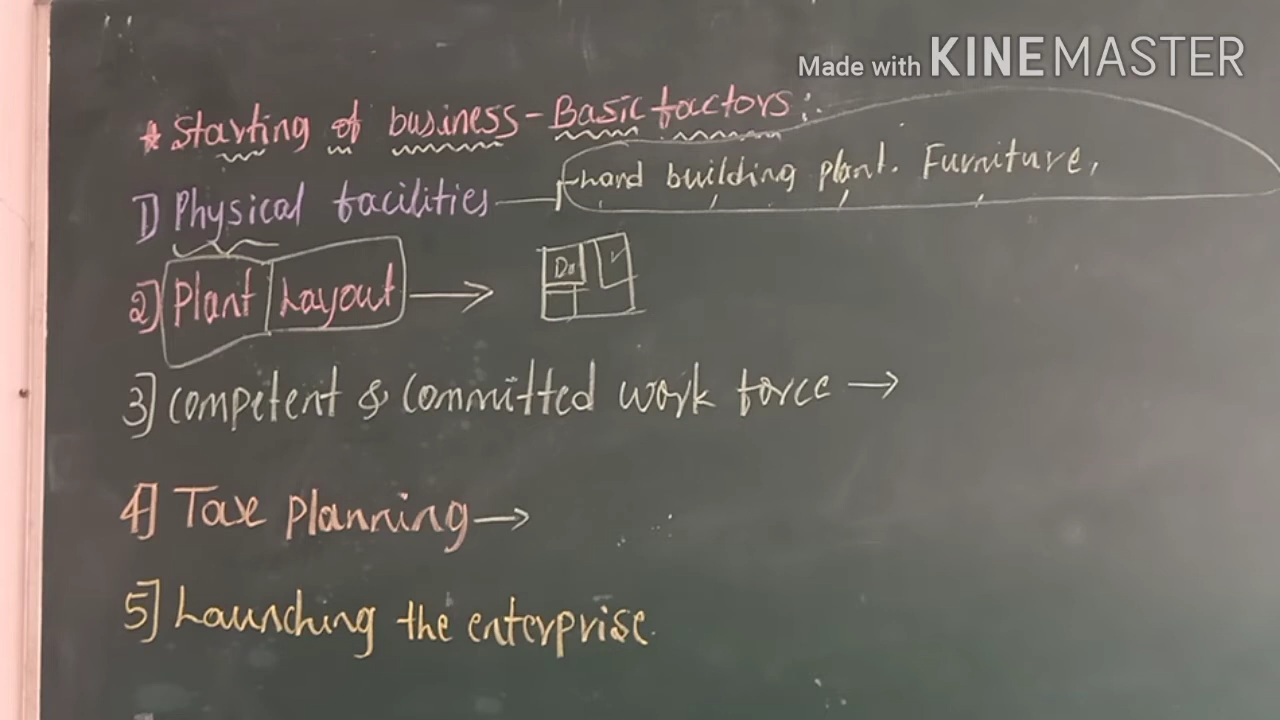 Made with KINEMASTER
* Starting of business - Basic factors :
1) Physical facilities — hand building plant. Furniture,
2] Plant Layout →
3] Competent & Committed work force →
4] Tax planning →
5] Launching the enterprise.